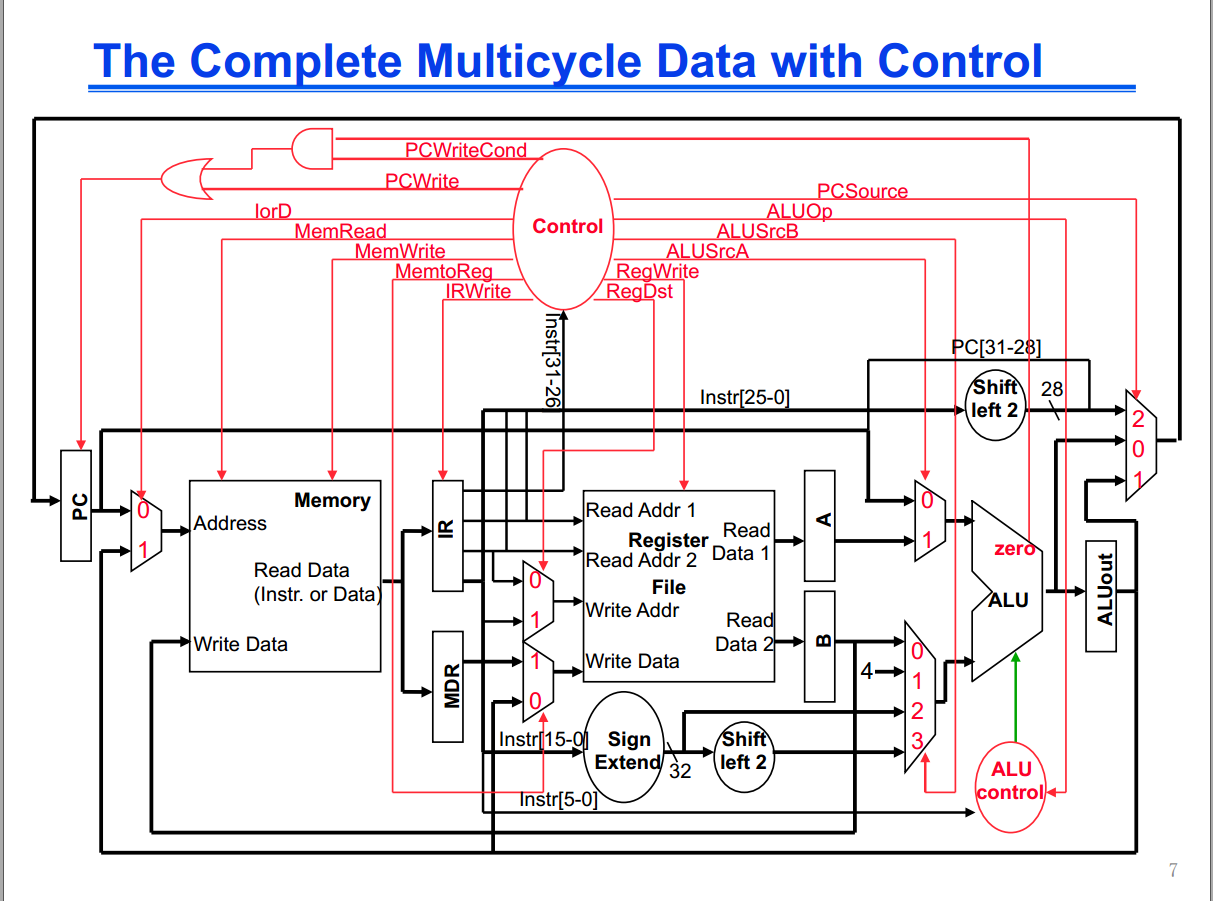 The Complete Multicycle Data with Control
PCWriteCond
PCWrite
PCSource
IorD
ALUOp
MemRead
Control
ALUSrcB
MemWrite
ALUSrcA
MemtoReg
RegWrite
IRWrite
RegDst
Instr[31-26]
PC[31-28]
Instr[25-0]
Shift
left 2
28
2
0
1
PC
0
1
Memory
Address
Read Data
(Instr. or Data)
Write Data
IR
MDR
0
1
1
0
Read Addr 1
Register
Read Addr 2
File
Write Addr
Write Data
Read
Data 1
Read
Data 2
A
B
0
1
4
0
1
2
3
zero
ALU
ALUout
Instr[15-0]
Sign
Extend
32
Shift
left 2
ALU
control
Instr[5-0]
7